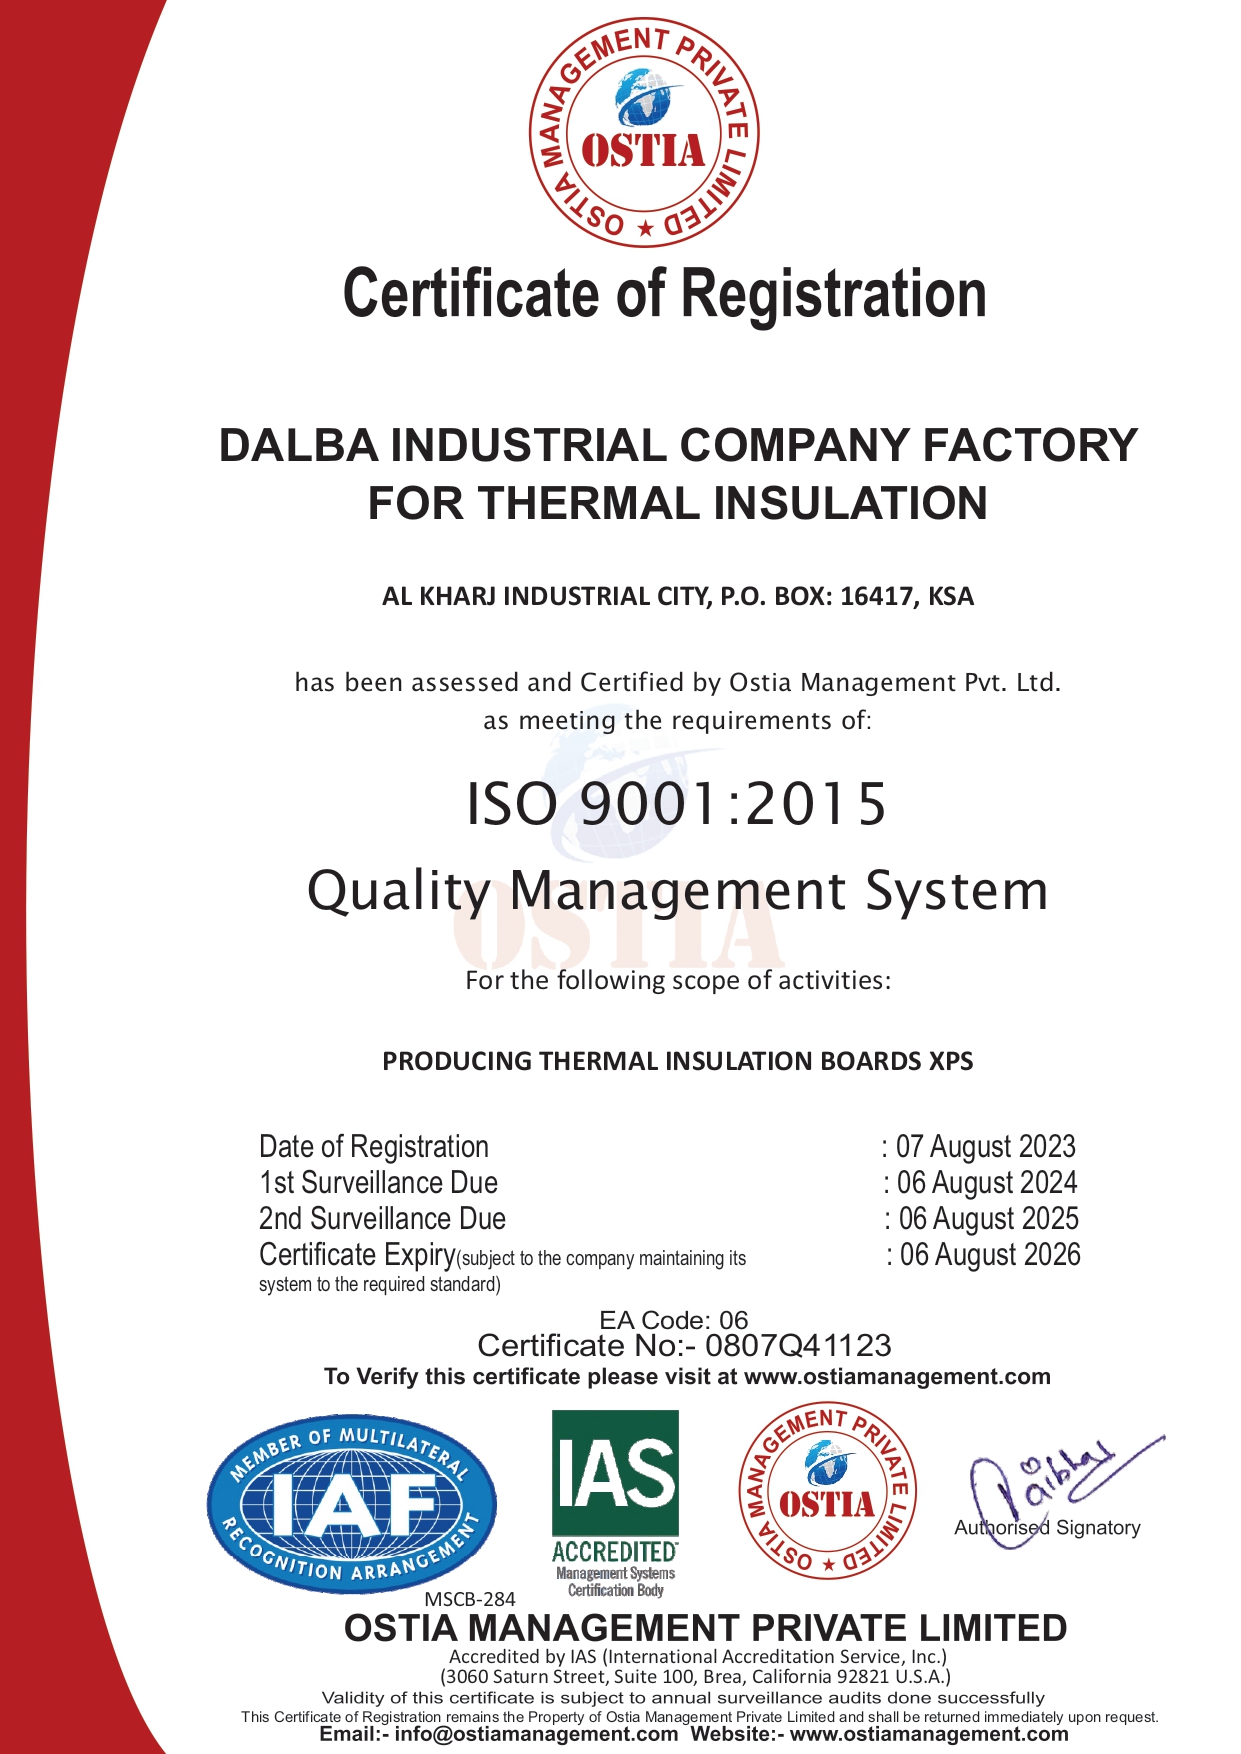 OSTIA MANAGEMENT PRIVATE LIMITED ★
OSTIA
Certificate of Registration
DALBA INDUSTRIAL COMPANY FACTORY
FOR THERMAL INSULATION
AL KHARJ INDUSTRIAL CITY, P.O. BOX: 16417, KSA
has been assessed and Certified by Ostia Management Pvt. Ltd.
as meeting the requirements of:
ISO 9001:2015
Quality Management System
OSTIA
For the following scope of activities:
PRODUCING THERMAL INSULATION BOARDS XPS
Date of Registration : 07 August 2023
1st Surveillance Due : 06 August 2024
2nd Surveillance Due : 06 August 2025
Certificate Expiry(subject to the company maintaining its : 06 August 2026
system to the required standard)
EA Code: 06
Certificate No:- 0807Q41123
To Verify this certificate please visit at www.ostiamanagement.com
MEMBER OF MULTILATERAL
IAF
RECOGNITION ARRANGEMENT
IAS
ACCREDITED
Management Systems
Certification Body
OSTIA MANAGEMENT PRIVATE LIMITED ★
OSTIA
Authorised Signatory
MSCB-284
OSTIA MANAGEMENT PRIVATE LIMITED
Accredited by IAS (International Accreditation Service, Inc.)
(3060 Saturn Street, Suite 100, Brea, California 92821 U.S.A.)
Validity of this certificate is subject to annual surveillance audits done successfully
This Certificate of Registration remains the Property of Ostia Management Private Limited and shall be returned immediately upon request.
Email:- info@ostiamanagement.com Website:- www.ostiamanagement.com